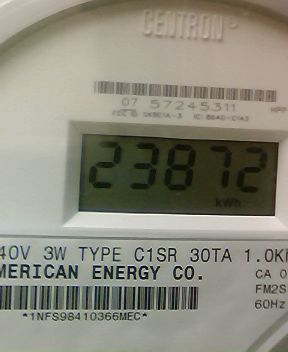 CENTRON®
07 57245311
23872
kWh
40V 3W TYPE C1SR 30TA 1.0K
MERICAN ENERGY CO.
CA 0
FM2S
60Hz
*1NFS98410366MEC*